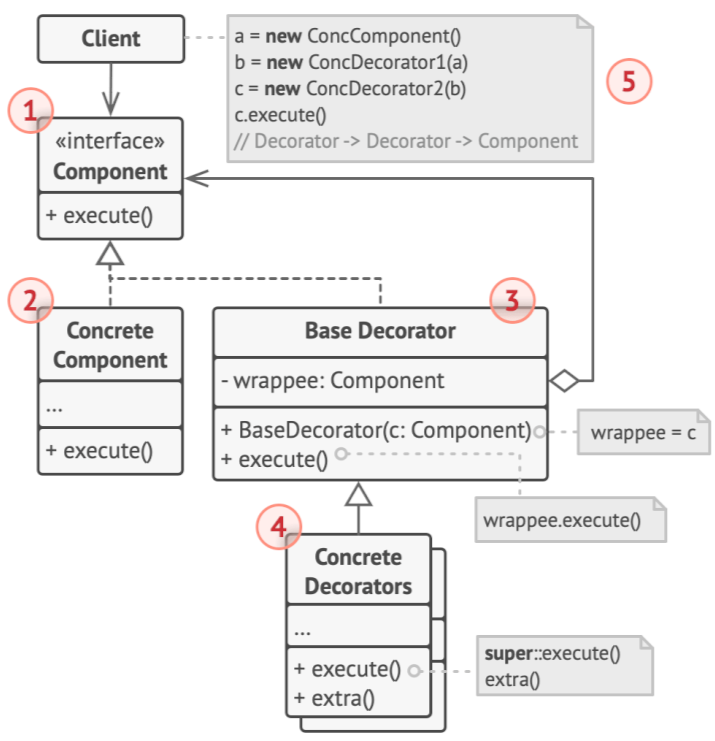 Client
a = new ConcComponent()
b = new ConcDecorator1(a)
c = new ConcDecorator2(b)
c.execute()
// Decorator -> Decorator -> Component
5
1
«interface»
Component
+ execute()
2
Concrete
Component
...
+ execute()
3
Base Decorator
- wrappee: Component
+ BaseDecorator(c: Component)
+ execute()
wrappee = c
wrappee.execute()
4
Concrete
Decorators
...
+ execute()
+ extra()
super::execute()
extra()